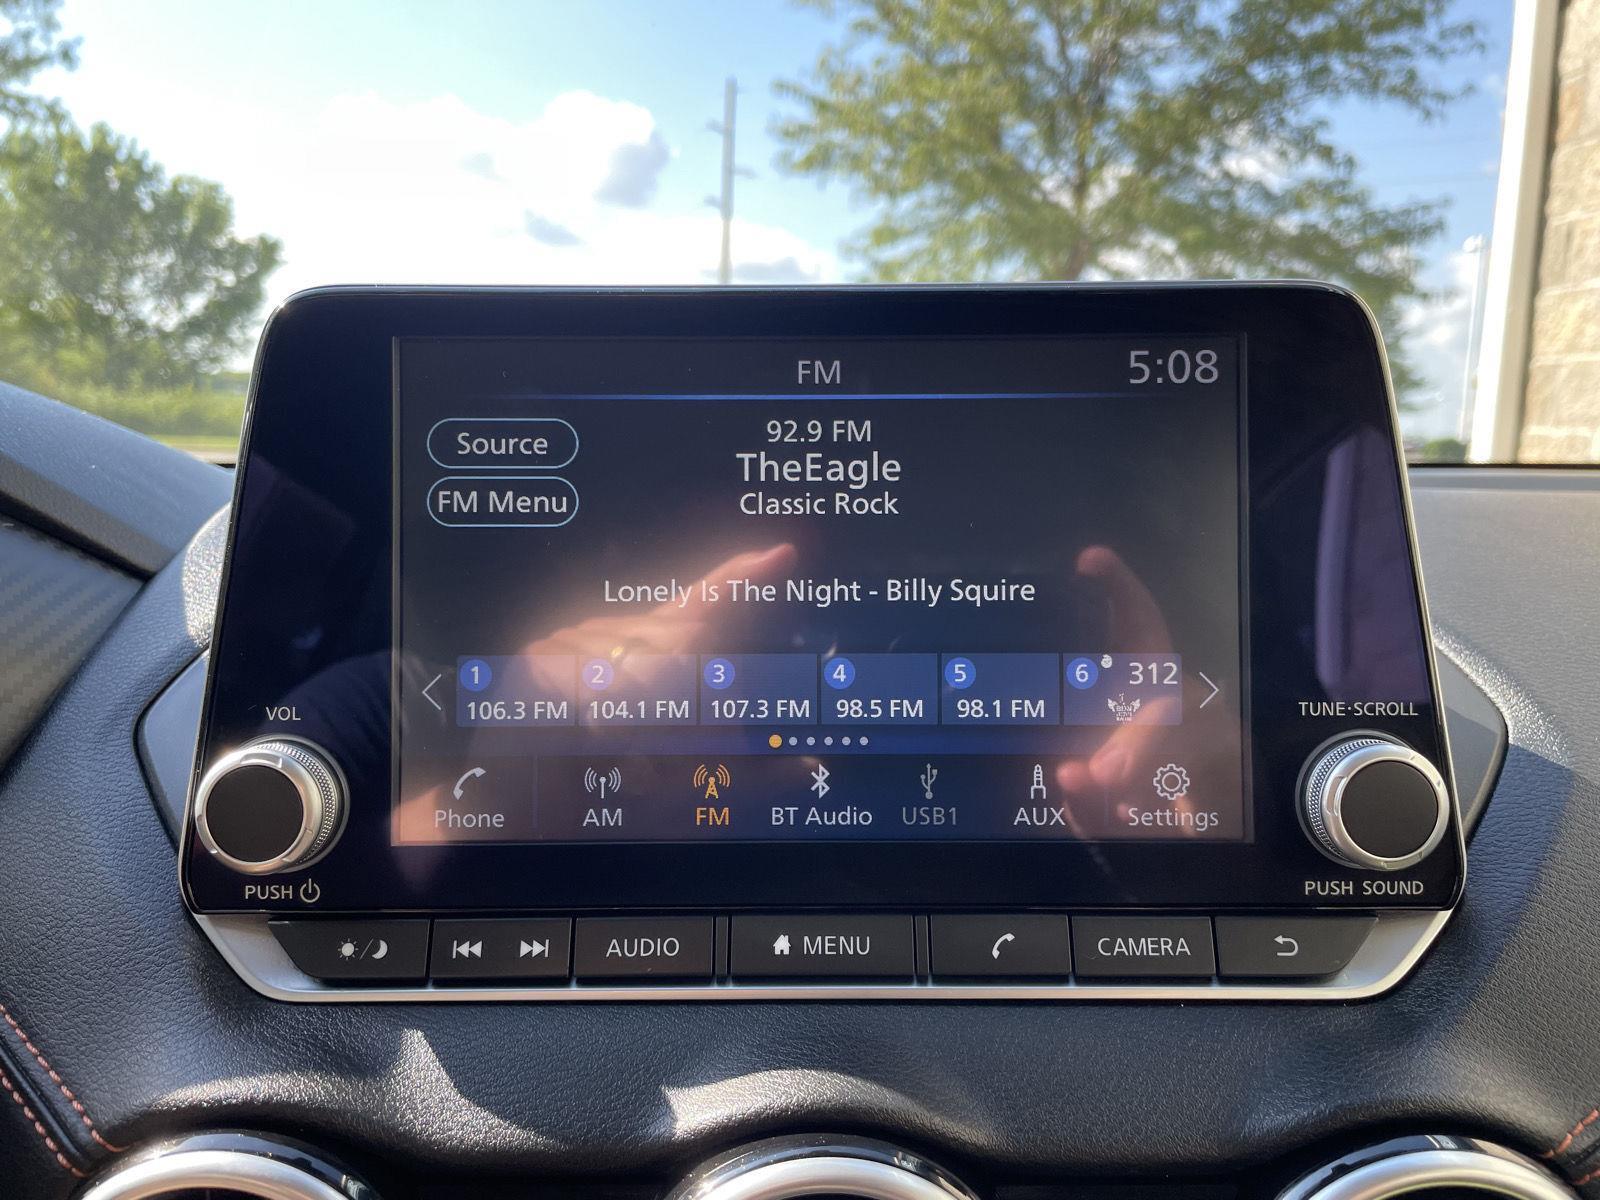 FM
5:08
Source
FM Menu
92.9 FM
TheEagle
Classic Rock
Lonely Is The Night - Billy Squire
1
106.3 FM
2
104.1 FM
3
107.3 FM
4
98.5 FM
5
98.1 FM
6
312
Phone
AM
FM
BT Audio
USB1
AUX
Settings
VOL
PUSH
TUNE·SCROLL
PUSH SOUND
AUDIO
MENU
CAMERA